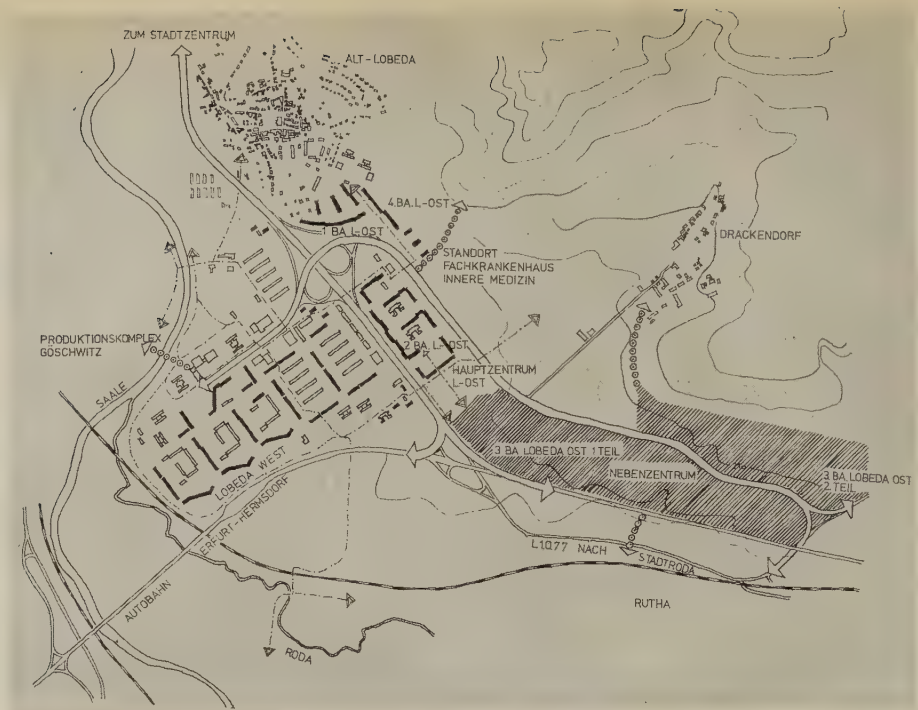 ZUM STADTZENTRUM
ALT-LOBEDA
4.BA.L-OST
1 BA L-OST
DRACKENDORF
STANDORT
FACHKRANKENHAUS
INNERE MEDIZIN
PRODUKTIONSKOMPLEX
GÖSCHWITZ
2 BA. L-OST
HAUPTZENTRUM
L-OST
SAALE
LOBEDA WEST
3 BA LOBEDA OST 1 TEIL
NEBENZENTRUM
3. BA. LOBEDA OST
2. TEIL
AUTOBAHN ERFURT-HERMSDORF
L.I.O.77 NACH
STADTRODA
RUTHA
RODA